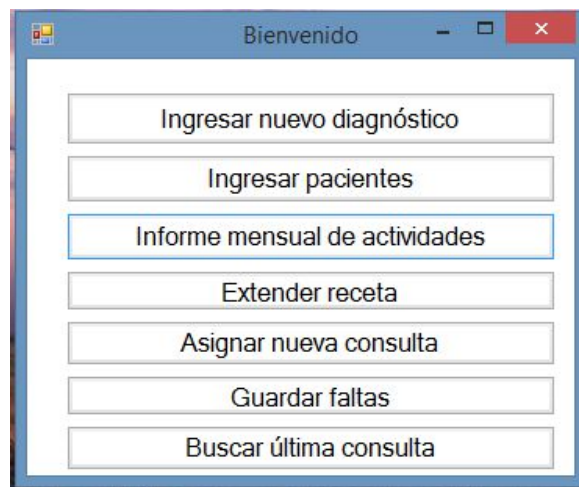 Bienvenido
Ingresar nuevo diagnóstico
Ingresar pacientes
Informe mensual de actividades
Extender receta
Asignar nueva consulta
Guardar faltas
Buscar última consulta